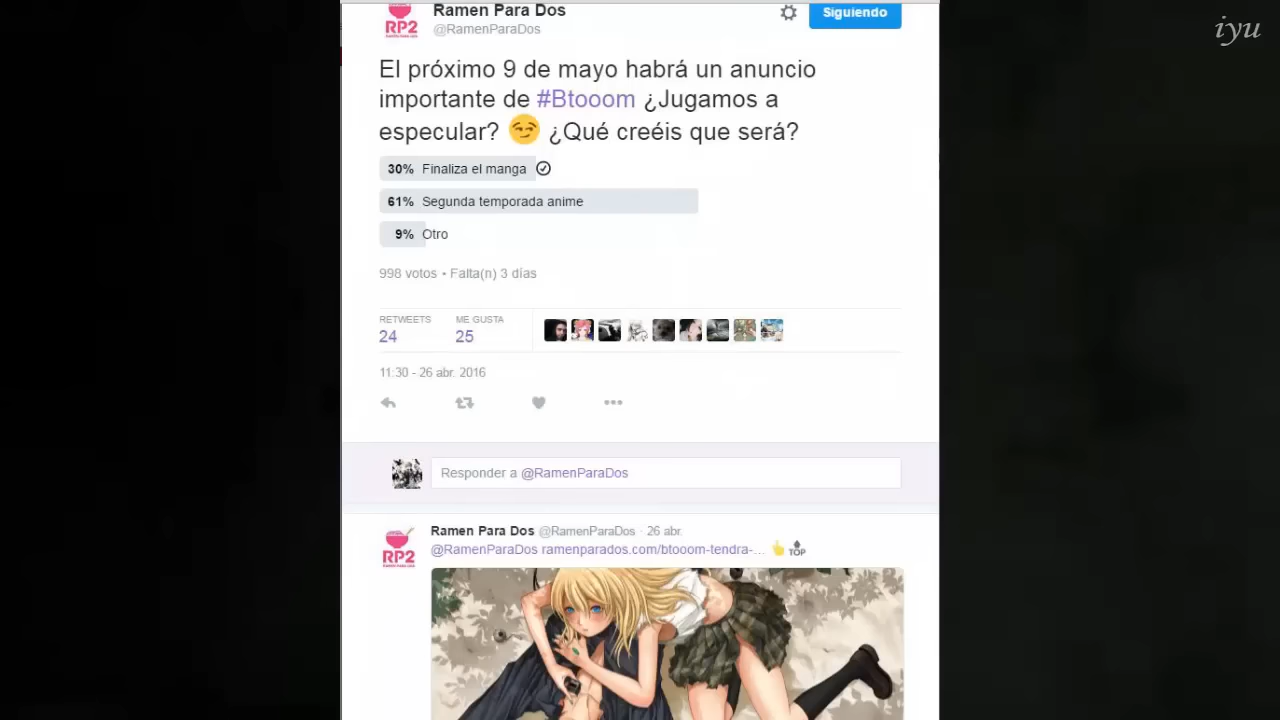 iyu
RP2
Ramen Para Dos
@RamenParaDos
Siguiendo
El próximo 9 de mayo habrá un anuncio
importante de #Btooom ¿Jugamos a
especular? 😏 ¿Qué creéis que será?
30% Finaliza el manga
61% Segunda temporada anime
9% Otro
998 votos • Falta(n) 3 días
RETWEETS
24
ME GUSTA
25
11:30 - 26 abr. 2016
Responder a @RamenParaDos
RP2
Ramen Para Dos @RamenParaDos · 26 abr.
@RamenParaDos ramenparados.com/btooom-tendra-… 👆 🔝 TOP